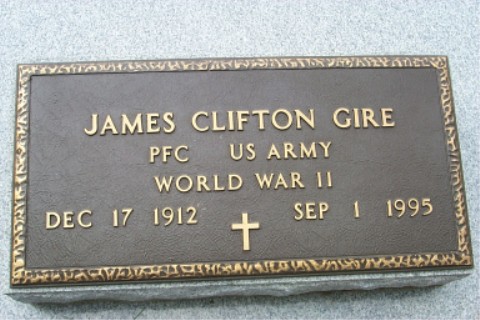 JAMES CLIFTON GIRE
PFC US ARMY
WORLD WAR II
DEC 17 1912 SEP 1 1995